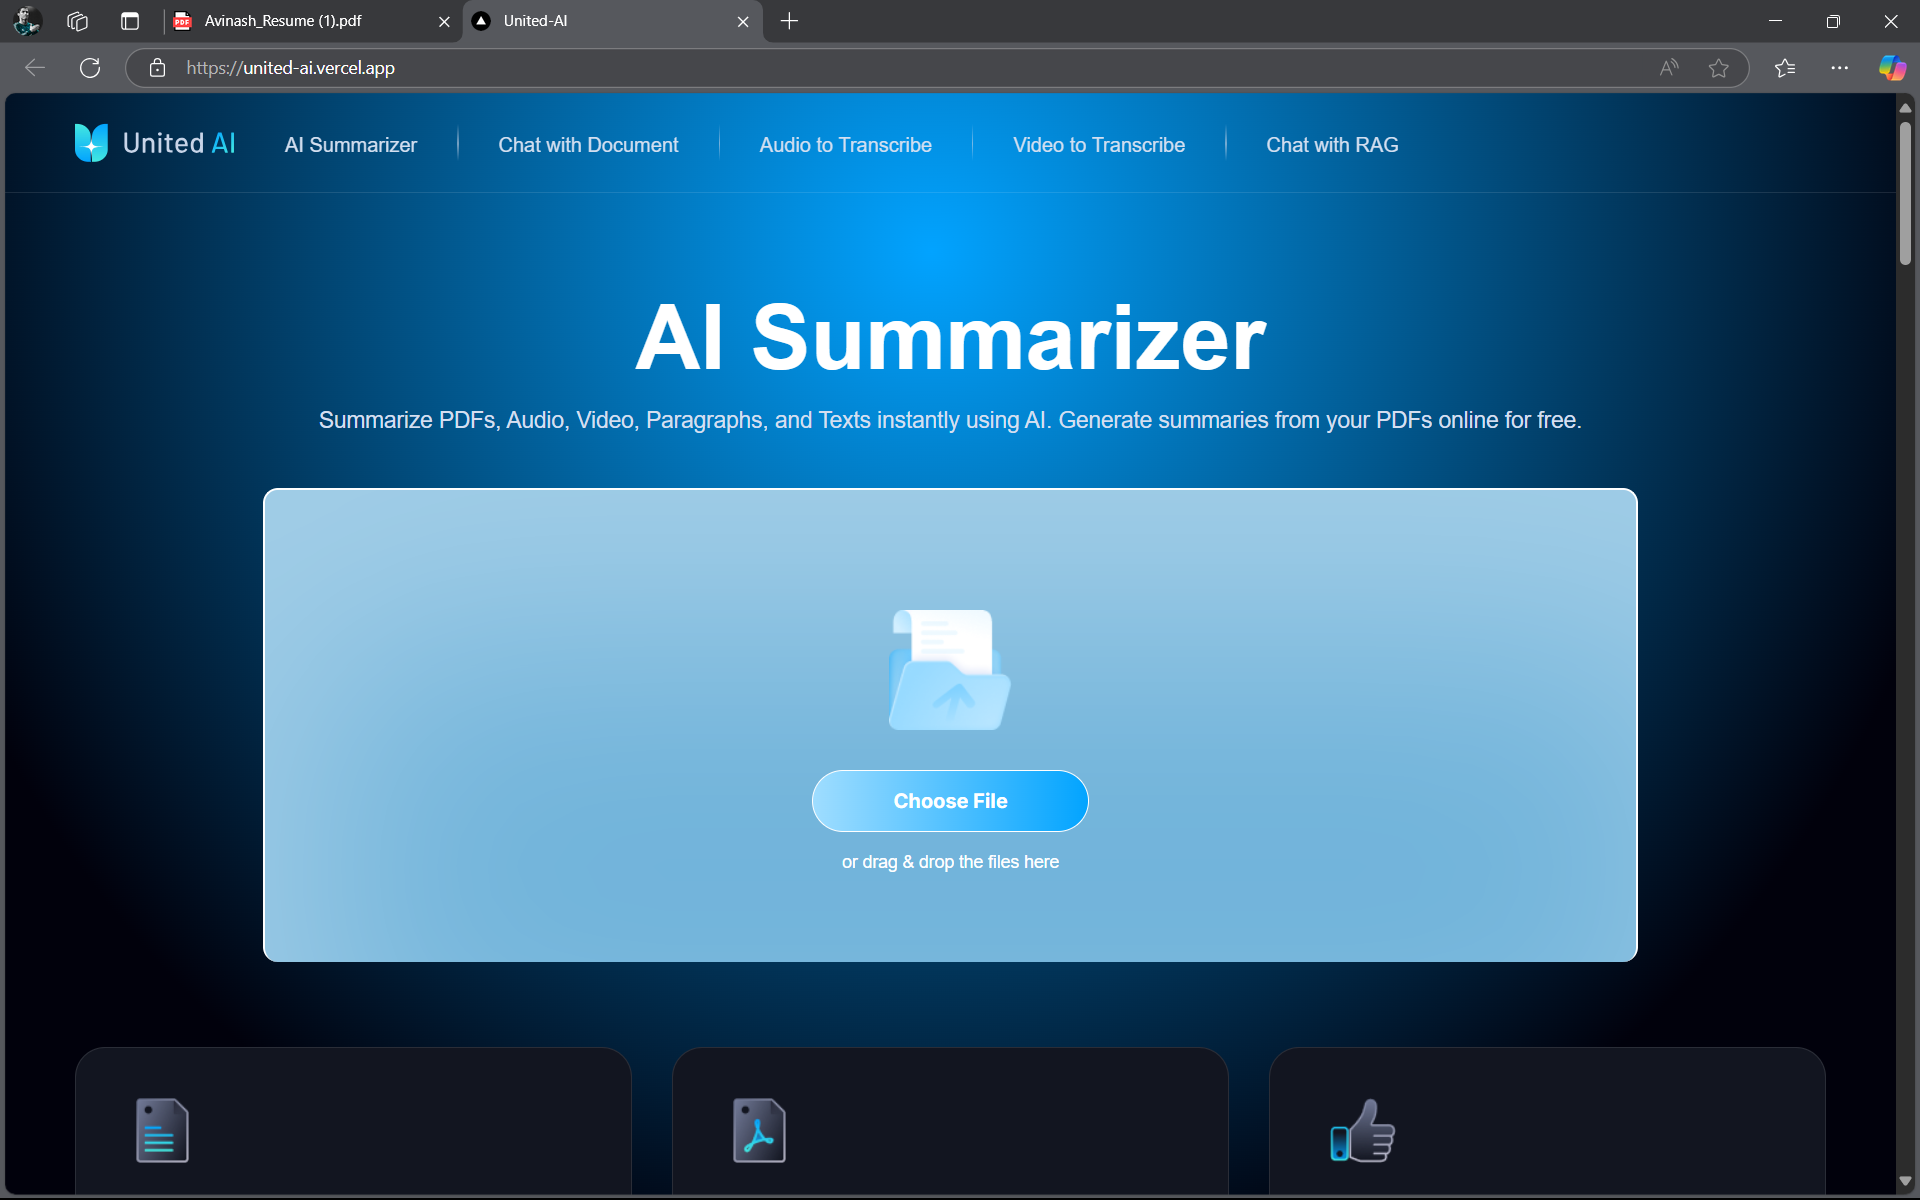 Avinash_Resume (1).pdf
United-AI
https://united-ai.vercel.app
United AI
AI Summarizer
Chat with Document
Audio to Transcribe
Video to Transcribe
Chat with RAG
AI Summarizer
Summarize PDFs, Audio, Video, Paragraphs, and Texts instantly using AI. Generate summaries from your PDFs online for free.
Choose File
or drag & drop the files here